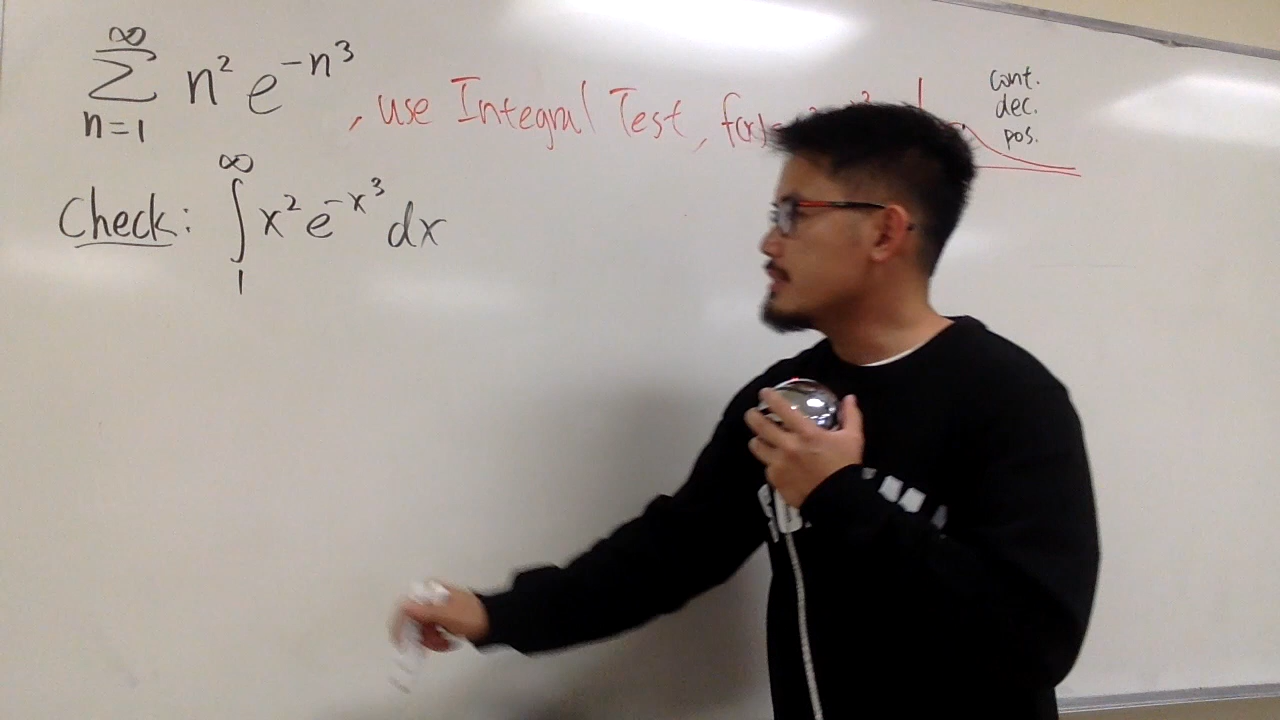 ∞
∑ n² e^{-n³} , use Integral Test, f(x)
n=1
cont.
dec.
pos.
Check: ∫₁^∞ x² e^{-x³} dx